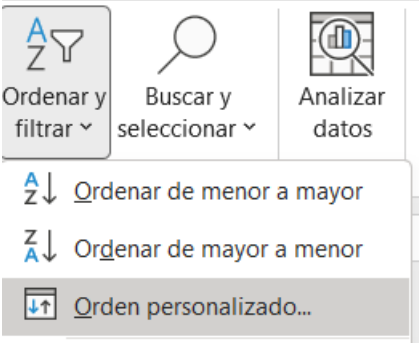 Ordenar y
filtrar
Buscar y
seleccionar
Analizar
datos
Ordenar de menor a mayor
Ordenar de mayor a menor
Orden personalizado...